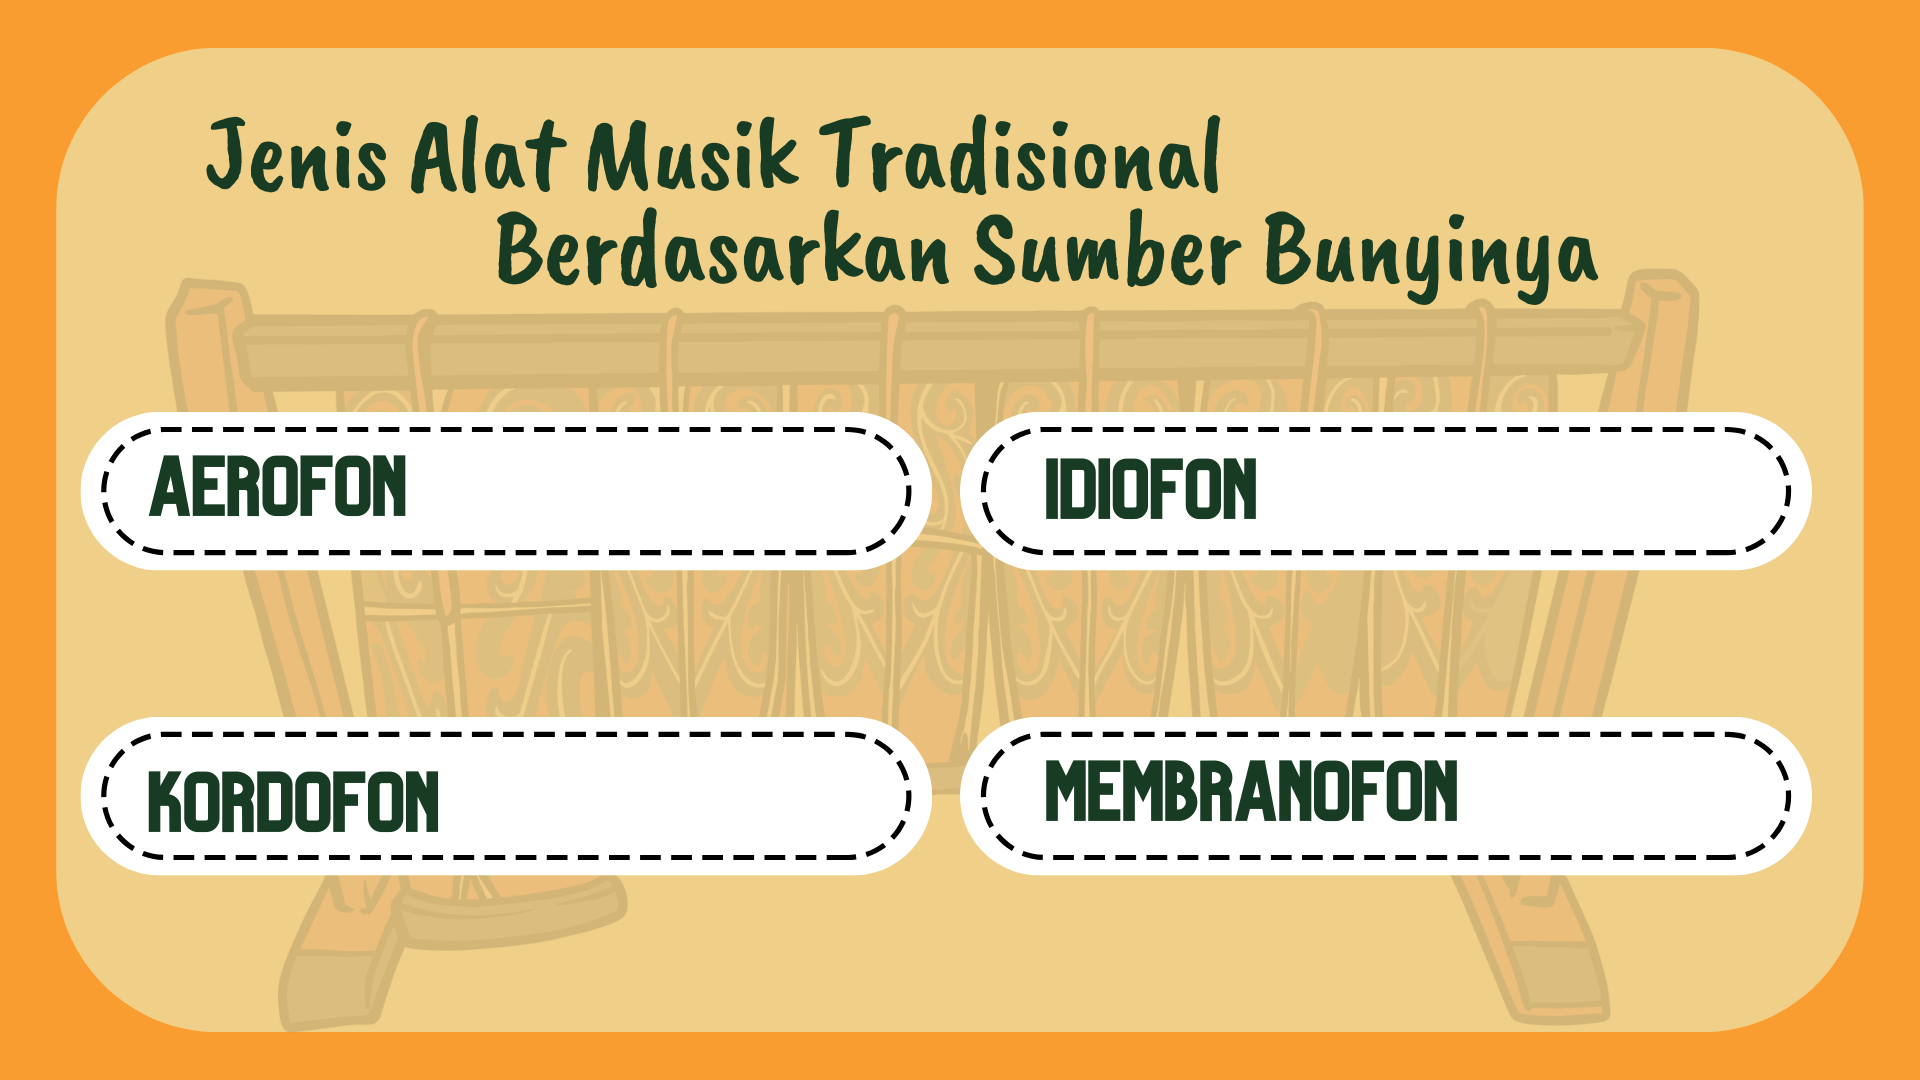 Jenis Alat Musik Tradisional
Berdasarkan Sumber Bunyinya
AEROFON
IDIOFON
KORDOFON
MEMBRANOFON